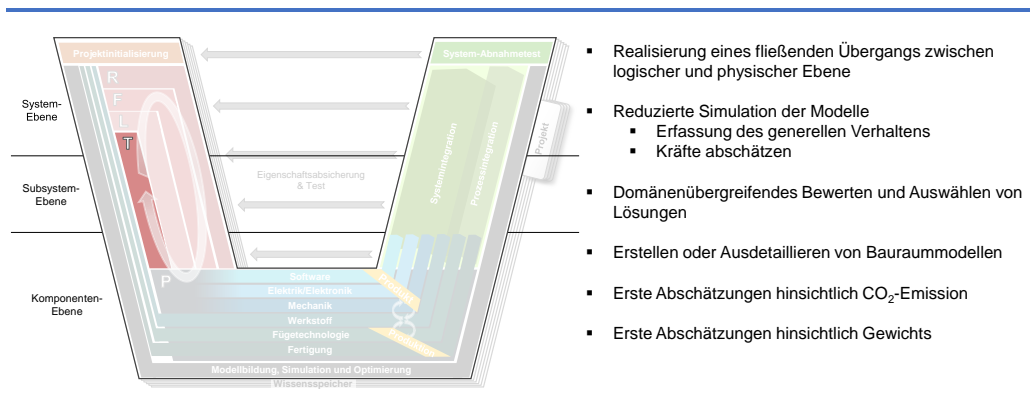 Projektinitialisierung
System-Abnahmetest
R
F
L
T
P
System-
Ebene
Subsystem-
Ebene
Komponenten-
Ebene
Eigenschaftsabsicherung
& Test
Systemintegration
Prozessintegration
Projekt
Produkt
Produktion
Software
Elektrik/Elektronik
Mechanik
Werkstoff
Fügetechnologie
Fertigung
Modellbildung, Simulation und Optimierung
Wissensspeicher
▪ Realisierung eines fließenden Übergangs zwischen
logischer und physischer Ebene
▪ Reduzierte Simulation der Modelle
▪ Erfassung des generellen Verhaltens
▪ Kräfte abschätzen
▪ Domänenübergreifendes Bewerten und Auswählen von
Lösungen
▪ Erstellen oder Ausdetaillieren von Bauraummodellen
▪ Erste Abschätzungen hinsichtlich CO₂-Emission
▪ Erste Abschätzungen hinsichtlich Gewichts